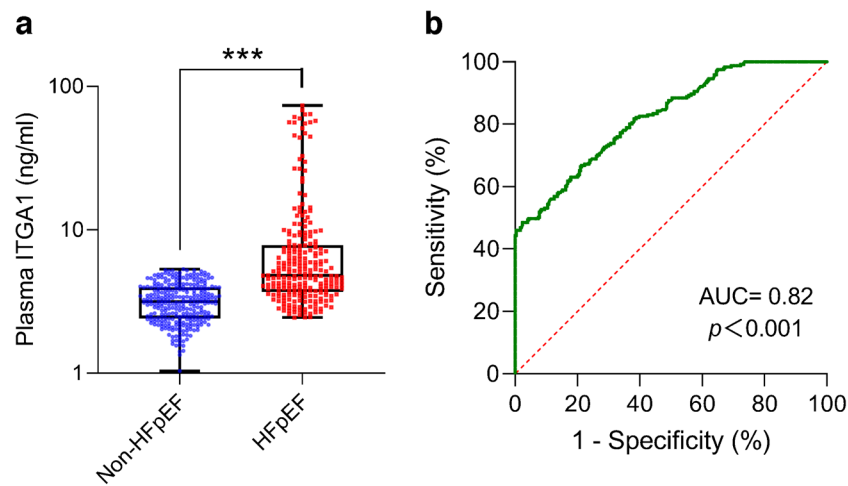 a
***
100
10
1
Plasma ITGA1 (ng/ml)
Non-HFpEF
HFpEF
b
100
80
60
40
20
0
Sensitivity (%)
AUC= 0.82
p<0.001
0 20 40 60 80 100
1 - Specificity (%)